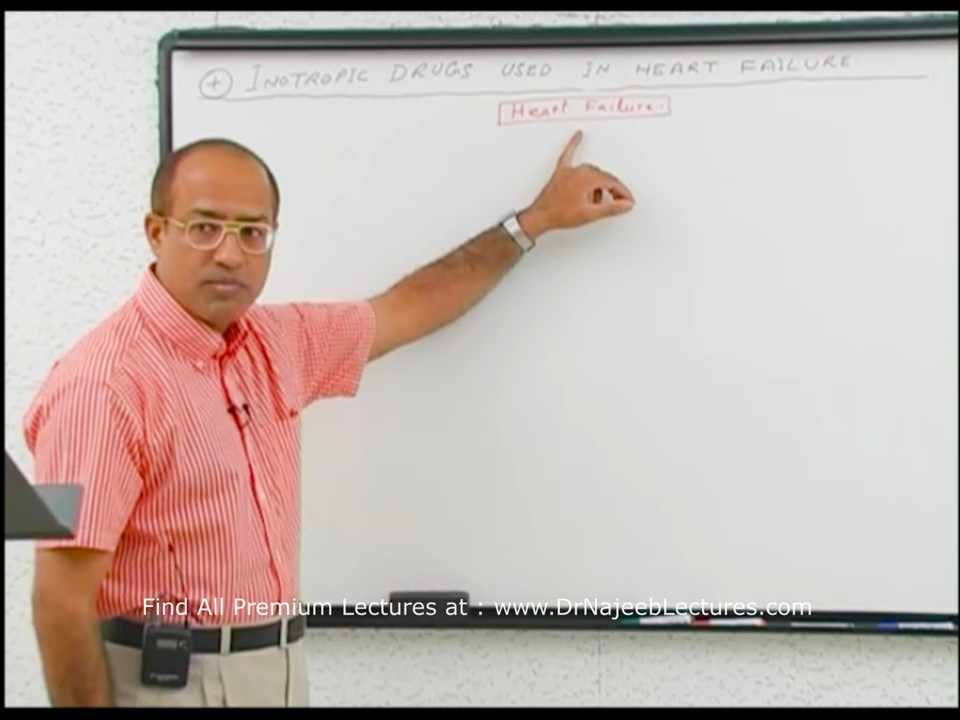 (+) INOTROPIC DRUGS USED IN HEART FAILURE
Heart Failure.
Find All Premium Lectures at : www.DrNajeebLectures.com